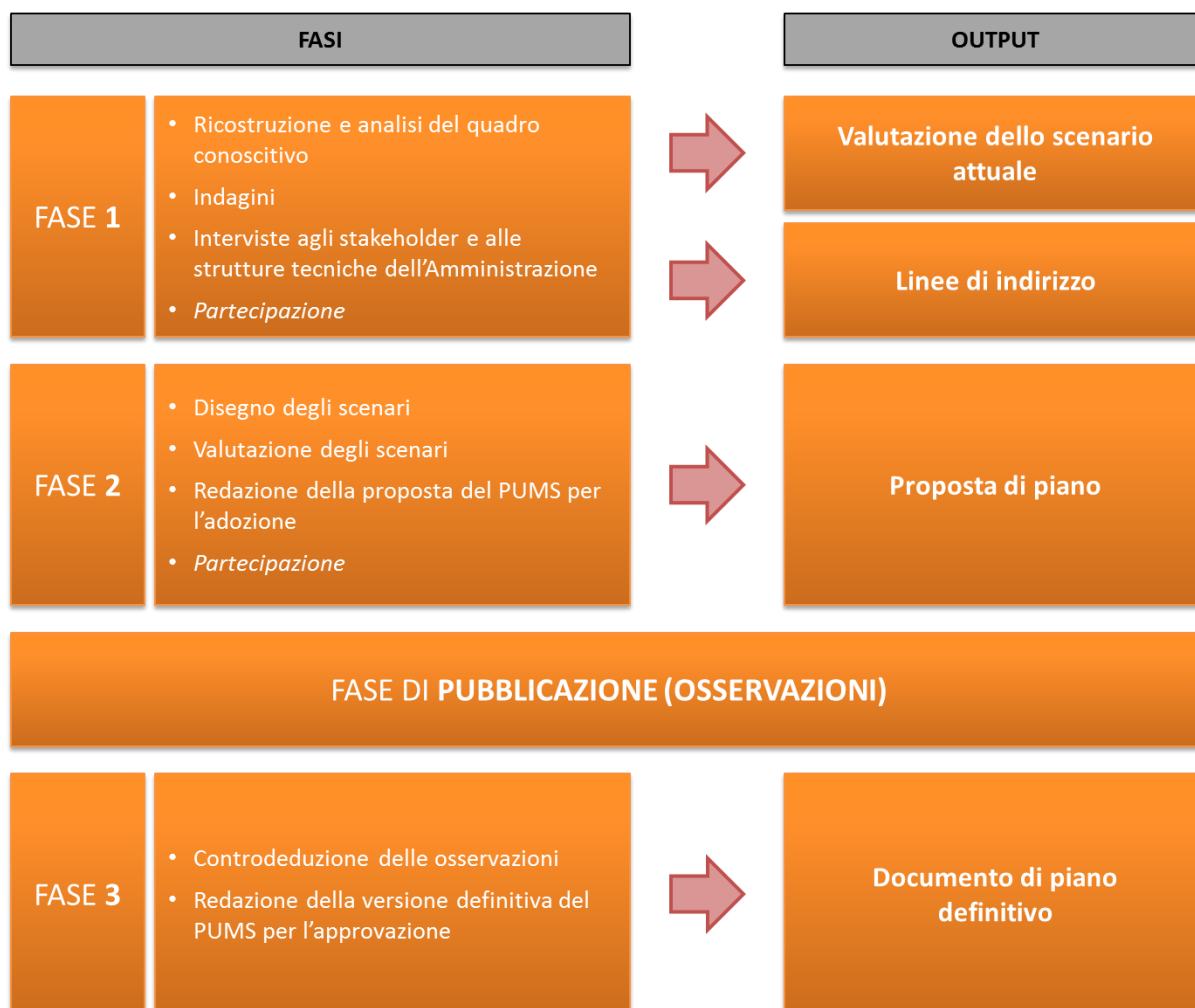 FASI
OUTPUT
FASE 1
• Ricostruzione e analisi del quadro
conoscitivo
• Indagini
• Interviste agli stakeholder e alle
strutture tecniche dell’Amministrazione
• Partecipazione
Valutazione dello scenario
attuale
Linee di indirizzo
FASE 2
• Disegno degli scenari
• Valutazione degli scenari
• Redazione della proposta del PUMS per
l’adozione
• Partecipazione
Proposta di piano
FASE DI PUBBLICAZIONE (OSSERVAZIONI)
FASE 3
• Controdeduzione delle osservazioni
• Redazione della versione definitiva del
PUMS per l’approvazione
Documento di piano
definitivo